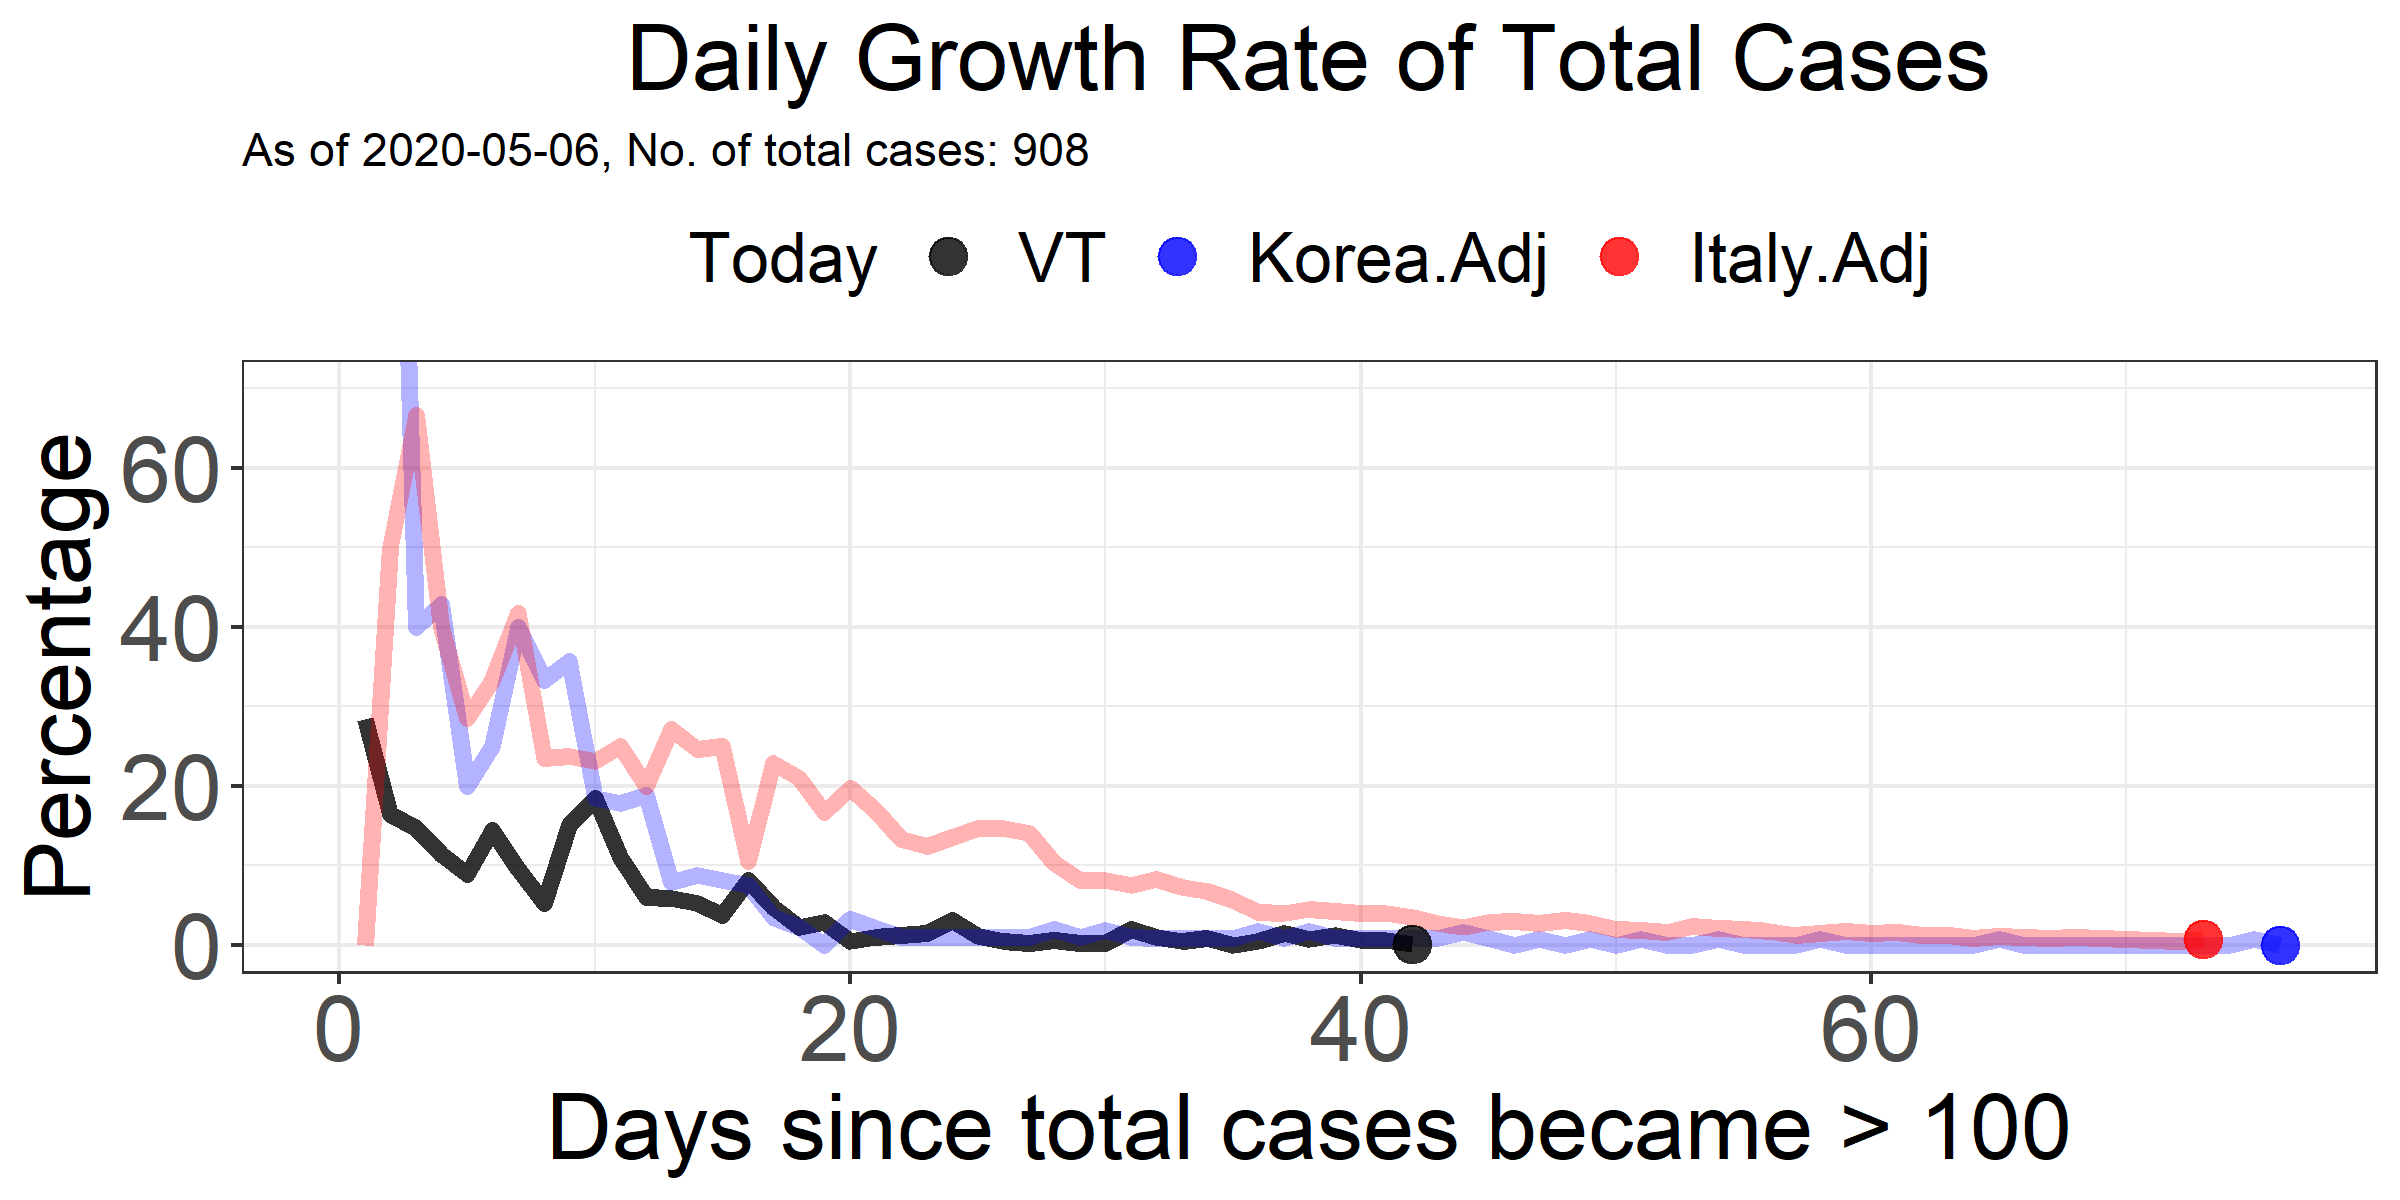 Daily Growth Rate of Total Cases
As of 2020-05-06, No. of total cases: 908
Today VT Korea.Adj Italy.Adj
Percentage
60
40
20
0
0 20 40 60
Days since total cases became > 100